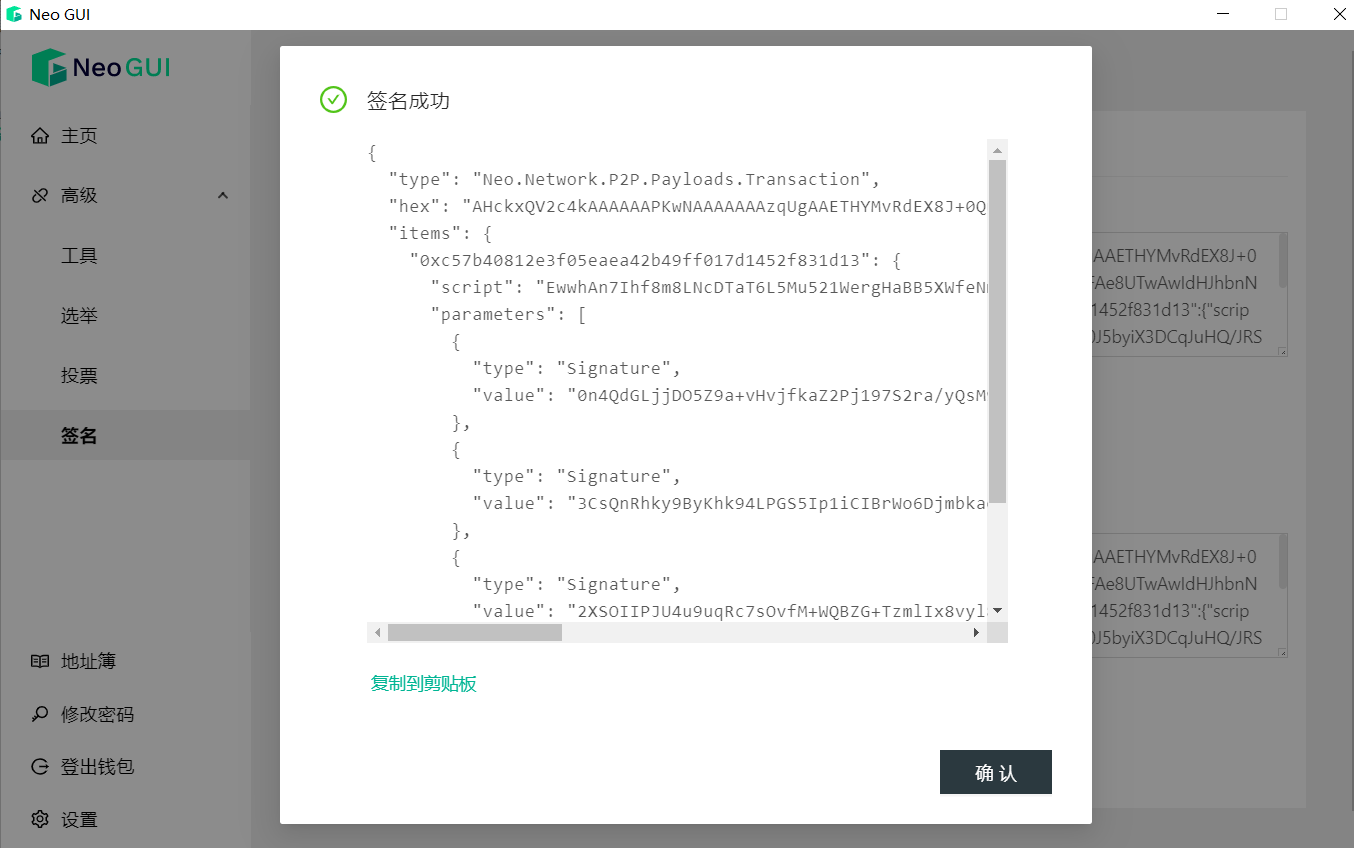 Neo GUI
Neo GUI
主页
高级
工具
选举
投票
签名
地址簿
修改密码
登出钱包
设置
签名成功
{
"type": "Neo.Network.P2P.Payloads.Transaction",
"hex": "AHckxQV2c4kAAAAAAPKwNAAAAAAAzqUgAAETHYMvRdEX8J+0Q
"items": {
"0xc57b40812e3f05eaea42b49ff017d1452f831d13": {
"script": "EwwhAn7Ihf8m8LNcDTaT6L5Mu521WergHaBB5XWfeN
"parameters": [
{
"type": "Signature",
"value": "0n4QdGLjjDO5Z9a+vHvjfkaZ2Pj197S2ra/yQsM
},
{
"type": "Signature",
"value": "3CsQnRhky9ByKhk94LPGS5Ip1iCIBrWo6Djmbka
},
{
"type": "Signature",
"value": "2XSOIIPJU4u9uqRc7sOvfM+WQBZG+TzmlIx8vyl
复制到剪贴板
确 认
AAETHYMvRdEX8J+0
FAe8UTwAwIdHJhbnN
1452f831d13":{"scrip
0J5byiX3DCqJuHQ/JRS
AAETHYMvRdEX8J+0
FAe8UTwAwIdHJhbnN
1452f831d13":{"scrip
0J5byiX3DCqJuHQ/JRS